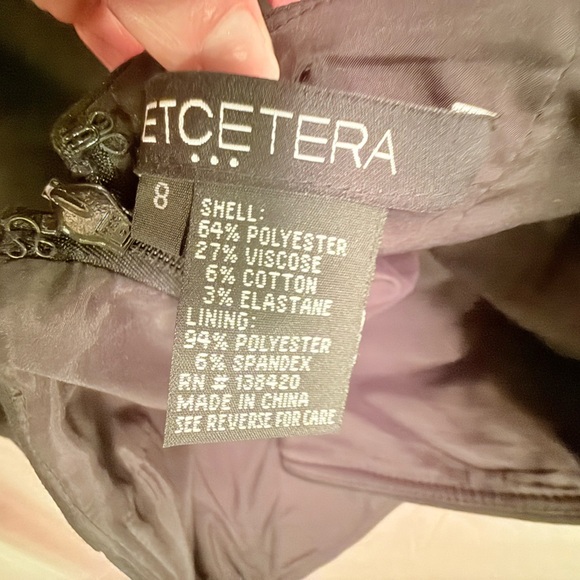 ETCETERA
8
SHELL:
64% POLYESTER
27% VISCOSE
6% COTTON
3% ELASTANE
LINING:
94% POLYESTER
6% SPANDEX
RN # 138420
MADE IN CHINA
SEE REVERSE FOR CARE